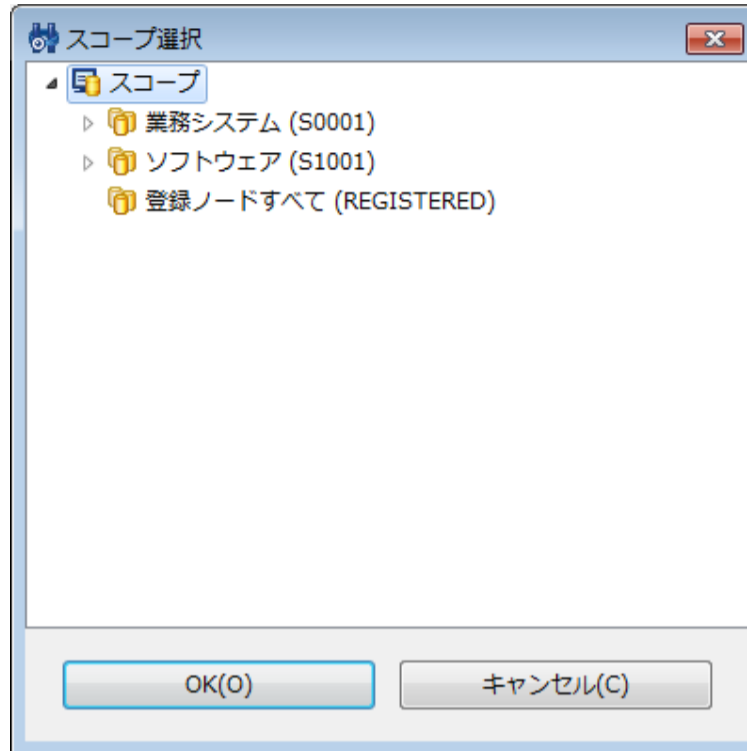 スコープ選択
スコープ
業務システム (S0001)
ソフトウェア (S1001)
登録ノードすべて (REGISTERED)
OK(O)
キャンセル(C)